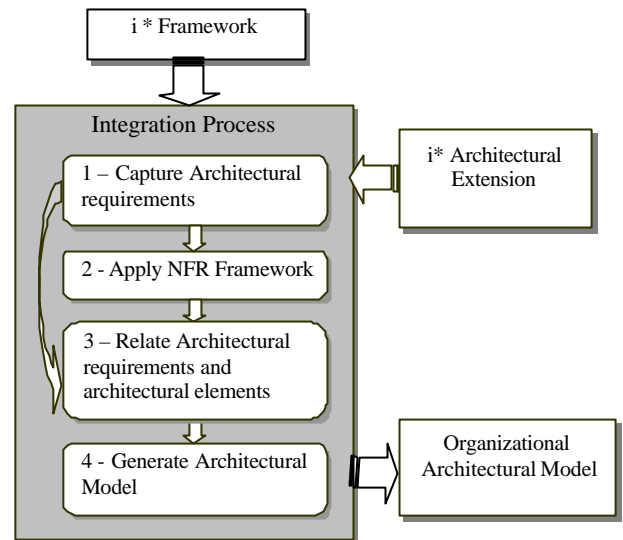 i * Framework
Integration Process
1 – Capture Architectural
requirements
i* Architectural
Extension
2 - Apply NFR Framework
3 – Relate Architectural
requirements and
architectural elements
4 - Generate Architectural
Model
Organizational
Architectural Model